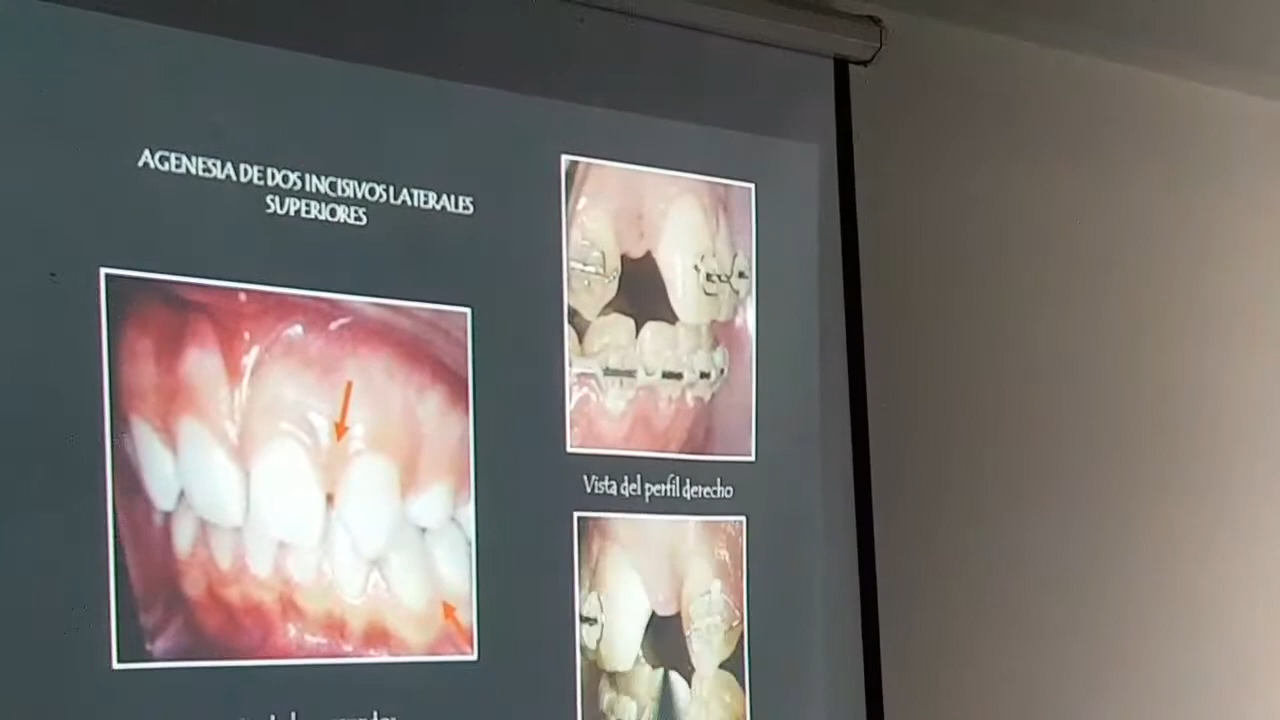 AGENESIA DE DOS INCISIVOS LATERALES
SUPERIORES
Vista del perfil derecho